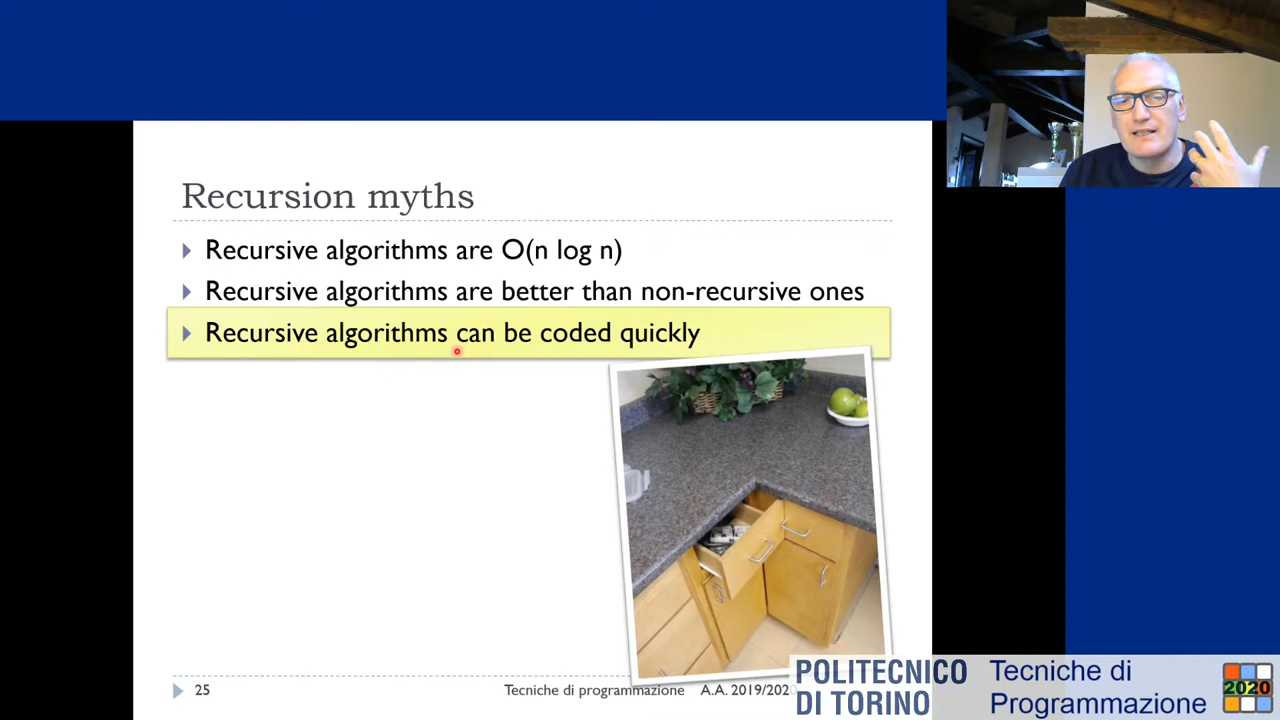 Recursion myths
Recursive algorithms are O(n log n)
Recursive algorithms are better than non-recursive ones
Recursive algorithms can be coded quickly
25
Tecniche di programmazione A.A. 2019/202
POLITECNICO
DI TORINO
Tecniche di
Programmazione
2020